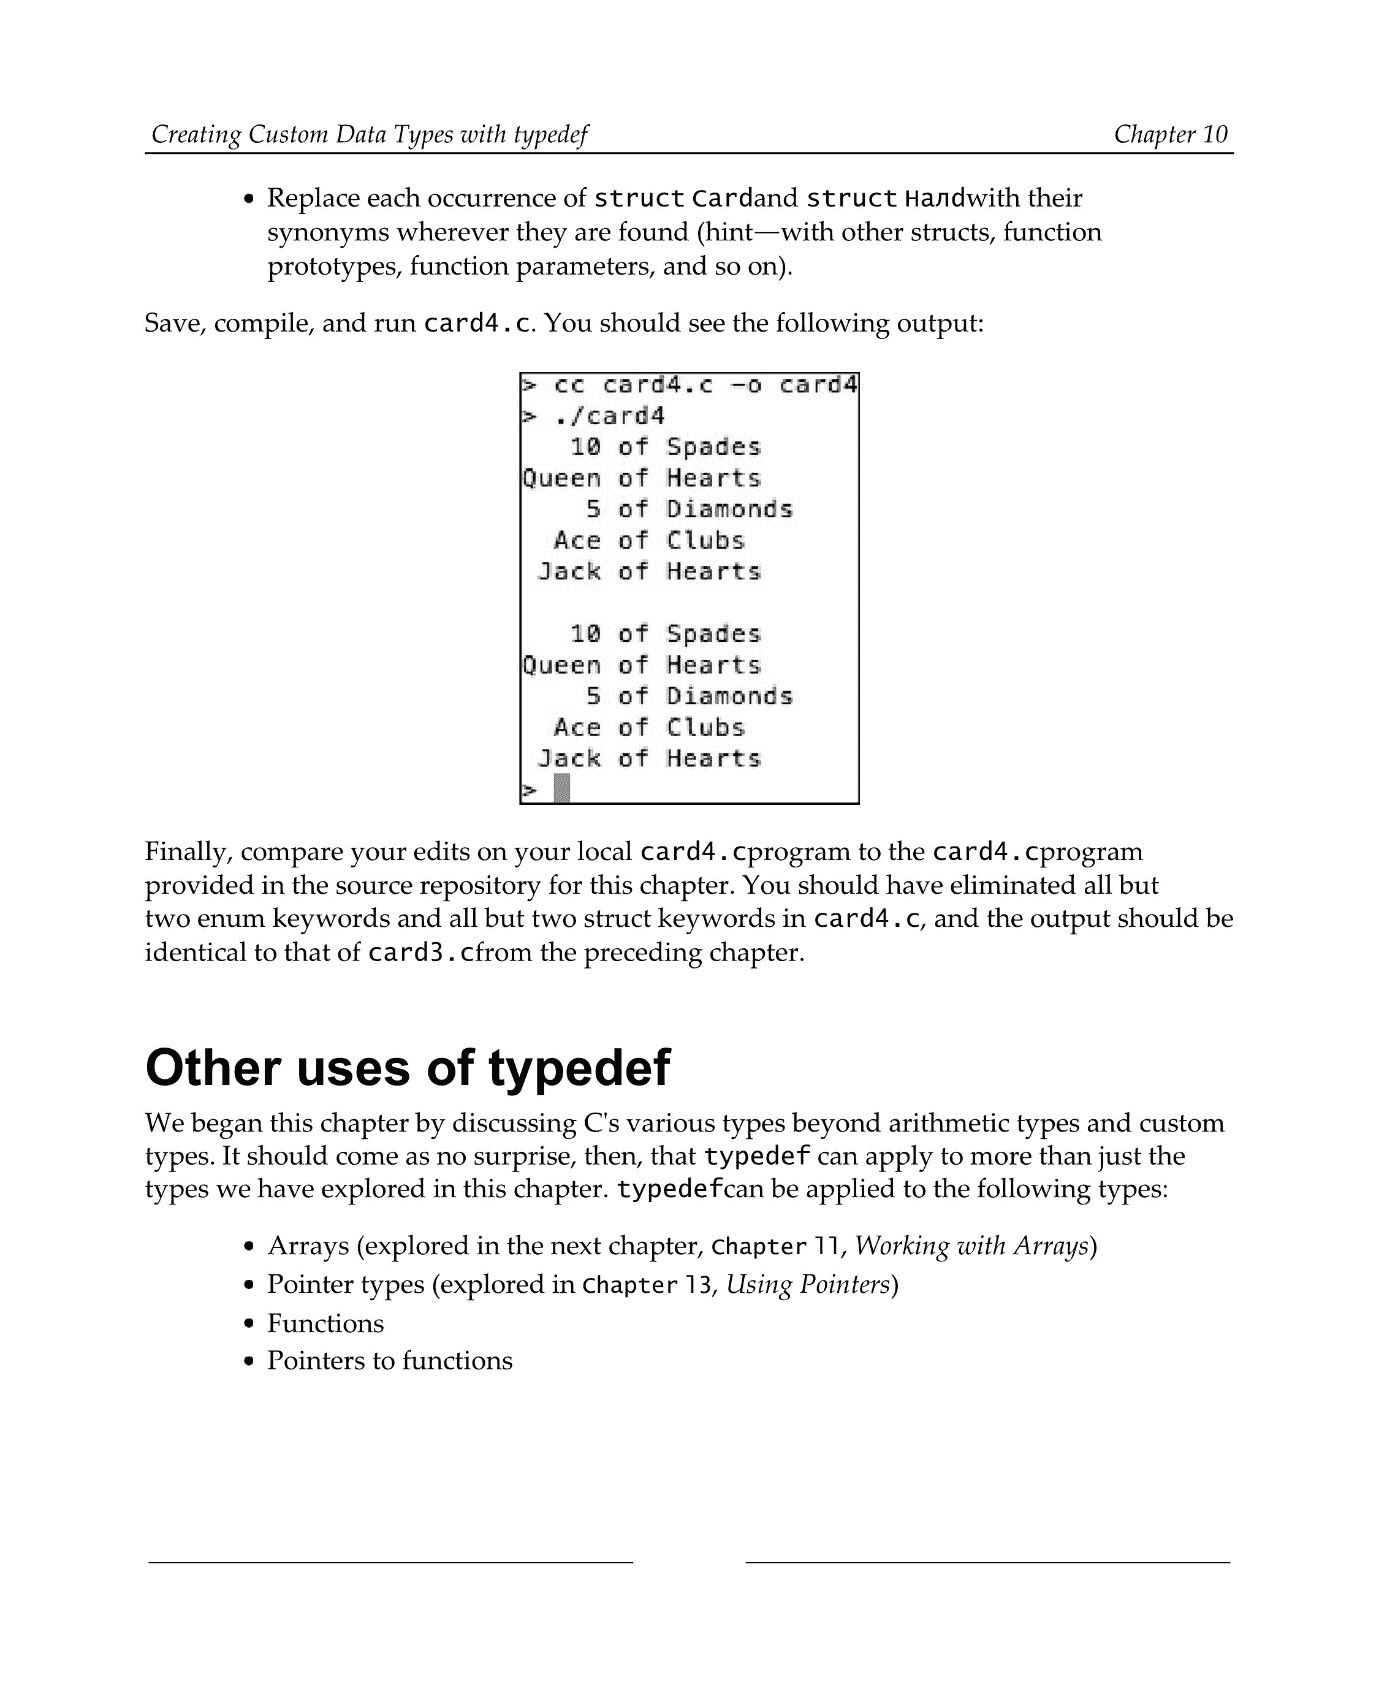 Creating Custom Data Types with typedef Chapter 10
• Replace each occurrence of struct Cardand struct Handwith their
synonyms wherever they are found (hint—with other structs, function
prototypes, function parameters, and so on).
Save, compile, and run card4.c. You should see the following output:
> cc card4.c -o card4
> ./card4
10 of Spades
Queen of Hearts
5 of Diamonds
Ace of Clubs
Jack of Hearts
10 of Spades
Queen of Hearts
5 of Diamonds
Ace of Clubs
Jack of Hearts
>
Finally, compare your edits on your local card4.cprogram to the card4.cprogram
provided in the source repository for this chapter. You should have eliminated all but
two enum keywords and all but two struct keywords in card4.c, and the output should be
identical to that of card3.cfrom the preceding chapter.
Other uses of typedef
We began this chapter by discussing C's various types beyond arithmetic types and custom
types. It should come as no surprise, then, that typedef can apply to more than just the
types we have explored in this chapter. typedefcan be applied to the following types:
• Arrays (explored in the next chapter, Chapter 11, Working with Arrays)
• Pointer types (explored in Chapter 13, Using Pointers)
• Functions
• Pointers to functions